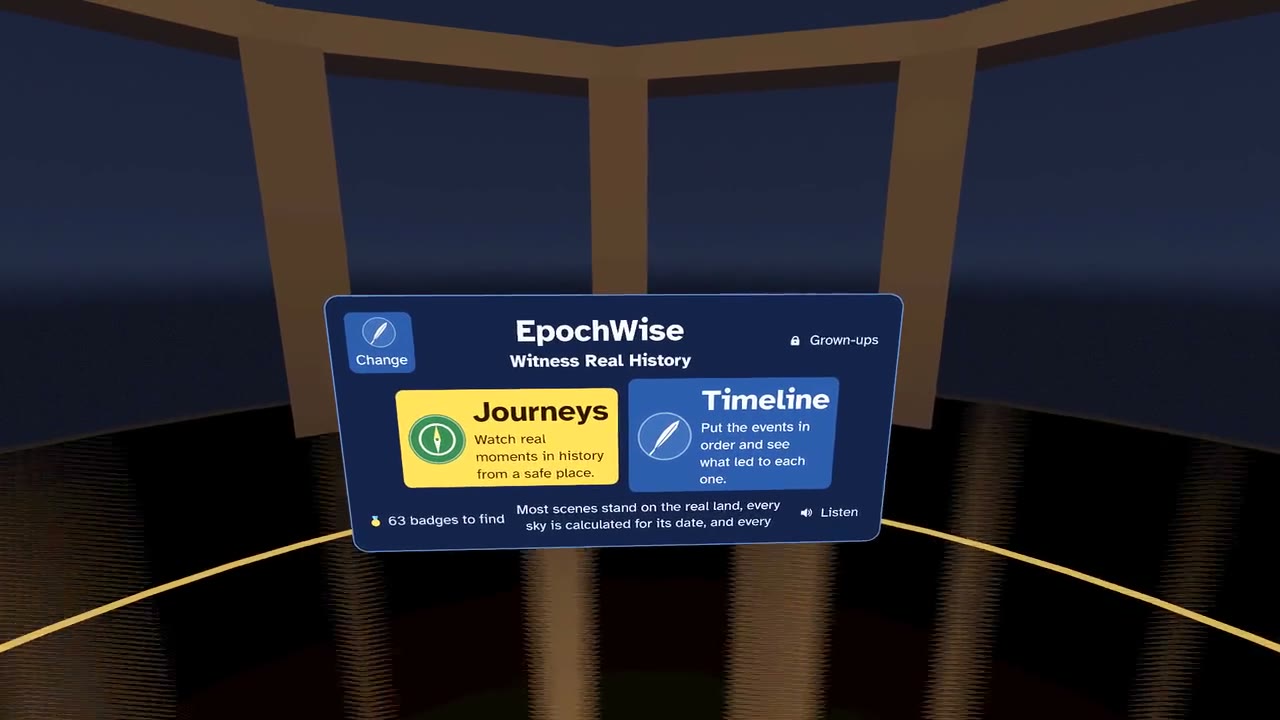 Change
EpochWise
Witness Real History
Grown-ups
Journeys
Watch real
moments in history
from a safe place.
Timeline
Put the events in
order and see
what led to each
one.
63 badges to find
Most scenes stand on the real land, every
sky is calculated for its date, and every
Listen